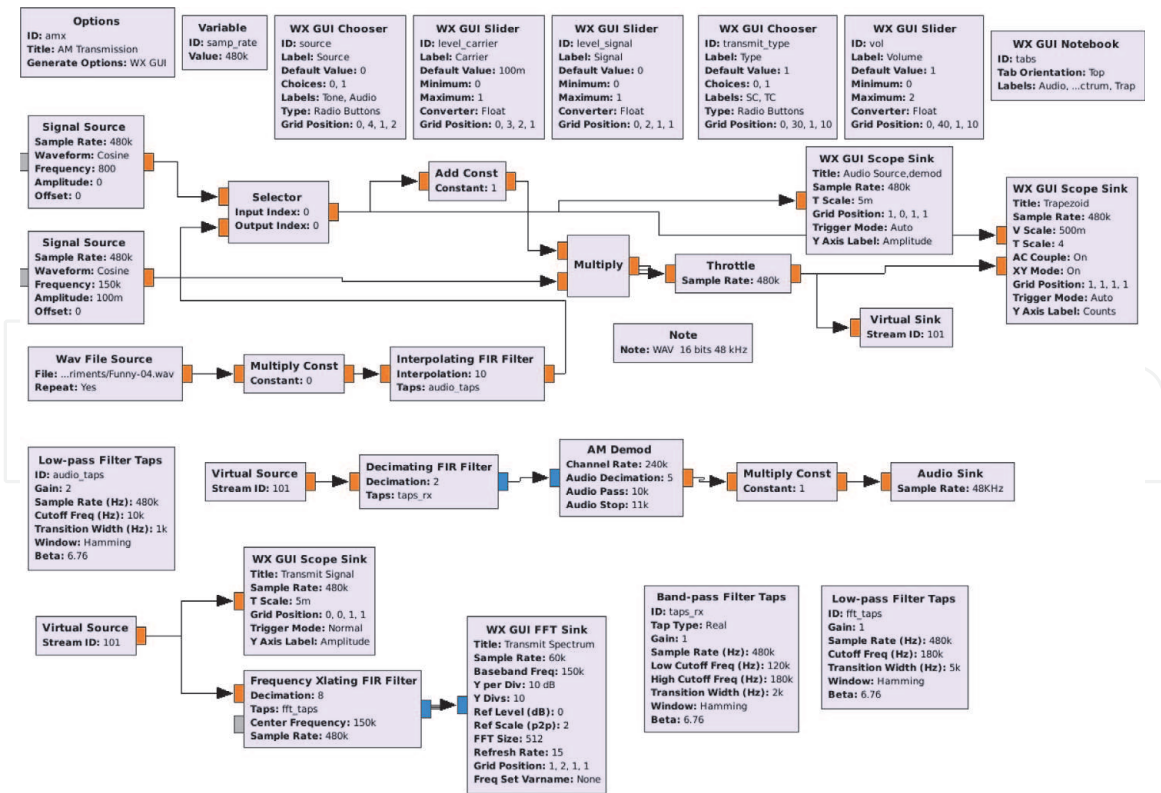 Options
ID: amx
Title: AM Transmission
Generate Options: WX GUI
Variable
ID: samp_rate
Value: 480k
WX GUI Chooser
ID: source
Label: Source
Default Value: 0
Choices: 0, 1
Labels: Tone, Audio
Type: Radio Buttons
Grid Position: 0, 4, 1, 2
WX GUI Slider
ID: level_carrier
Label: Carrier
Default Value: 100m
Minimum: 0
Maximum: 1
Converter: Float
Grid Position: 0, 3, 2, 1
WX GUI Slider
ID: level_signal
Label: Signal
Default Value: 0
Minimum: 0
Maximum: 1
Converter: Float
Grid Position: 0, 2, 1, 1
WX GUI Chooser
ID: transmit_type
Label: Type
Default Value: 1
Choices: 0, 1
Labels: SC, TC
Type: Radio Buttons
Grid Position: 0, 30, 1, 10
WX GUI Slider
ID: vol
Label: Volume
Default Value: 1
Minimum: 0
Maximum: 2
Converter: Float
Grid Position: 0, 40, 1, 10
WX GUI Notebook
ID: tabs
Tab Orientation: Top
Labels: Audio, ...ctrum, Trap
Signal Source
Sample Rate: 480k
Waveform: Cosine
Frequency: 800
Amplitude: 0
Offset: 0
Selector
Input Index: 0
Output Index: 0
Add Const
Constant: 1
WX GUI Scope Sink
Title: Audio Source,demod
Sample Rate: 480k
T Scale: 5m
Grid Position: 1, 0, 1, 1
Trigger Mode: Auto
Y Axis Label: Amplitude
WX GUI Scope Sink
Title: Trapezoid
Sample Rate: 480k
V Scale: 500m
T Scale: 4
AC Couple: On
XY Mode: On
Grid Position: 1, 1, 1, 1
Trigger Mode: Auto
Y Axis Label: Counts
Signal Source
Sample Rate: 480k
Waveform: Cosine
Frequency: 150k
Amplitude: 100m
Offset: 0
Multiply
Throttle
Sample Rate: 480k
Virtual Sink
Stream ID: 101
Note
Note: WAV 16 bits 48 kHz
Wav File Source
File: ...riments/Funny-04.wav
Repeat: Yes
Multiply Const
Constant: 0
Interpolating FIR Filter
Interpolation: 10
Taps: audio_taps
Low-pass Filter Taps
ID: audio_taps
Gain: 2
Sample Rate (Hz): 480k
Cutoff Freq (Hz): 10k
Transition Width (Hz): 1k
Window: Hamming
Beta: 6.76
Virtual Source
Stream ID: 101
Decimating FIR Filter
Decimation: 2
Taps: taps_rx
AM Demod
Channel Rate: 240k
Audio Decimation: 5
Audio Pass: 10k
Audio Stop: 11k
Multiply Const
Constant: 1
Audio Sink
Sample Rate: 48KHz
Virtual Source
Stream ID: 101
WX GUI Scope Sink
Title: Transmit Signal
Sample Rate: 480k
T Scale: 5m
Grid Position: 0, 0, 1, 1
Trigger Mode: Normal
Y Axis Label: Amplitude
Frequency Xlating FIR Filter
Decimation: 8
Taps: fft_taps
Center Frequency: 150k
Sample Rate: 480k
WX GUI FFT Sink
Title: Transmit Spectrum
Sample Rate: 60k
Baseband Freq: 150k
Y per Div: 10 dB
Y Divs: 10
Ref Level (dB): 0
Ref Scale (p2p): 2
FFT Size: 512
Refresh Rate: 15
Grid Position: 1, 2, 1, 1
Freq Set Varname: None
Band-pass Filter Taps
ID: taps_rx
Tap Type: Real
Gain: 1
Sample Rate (Hz): 480k
Low Cutoff Freq (Hz): 120k
High Cutoff Freq (Hz): 180k
Transition Width (Hz): 2k
Window: Hamming
Beta: 6.76
Low-pass Filter Taps
ID: fft_taps
Gain: 1
Sample Rate (Hz): 480k
Cutoff Freq (Hz): 180k
Transition Width (Hz): 5k
Window: Hamming
Beta: 6.76